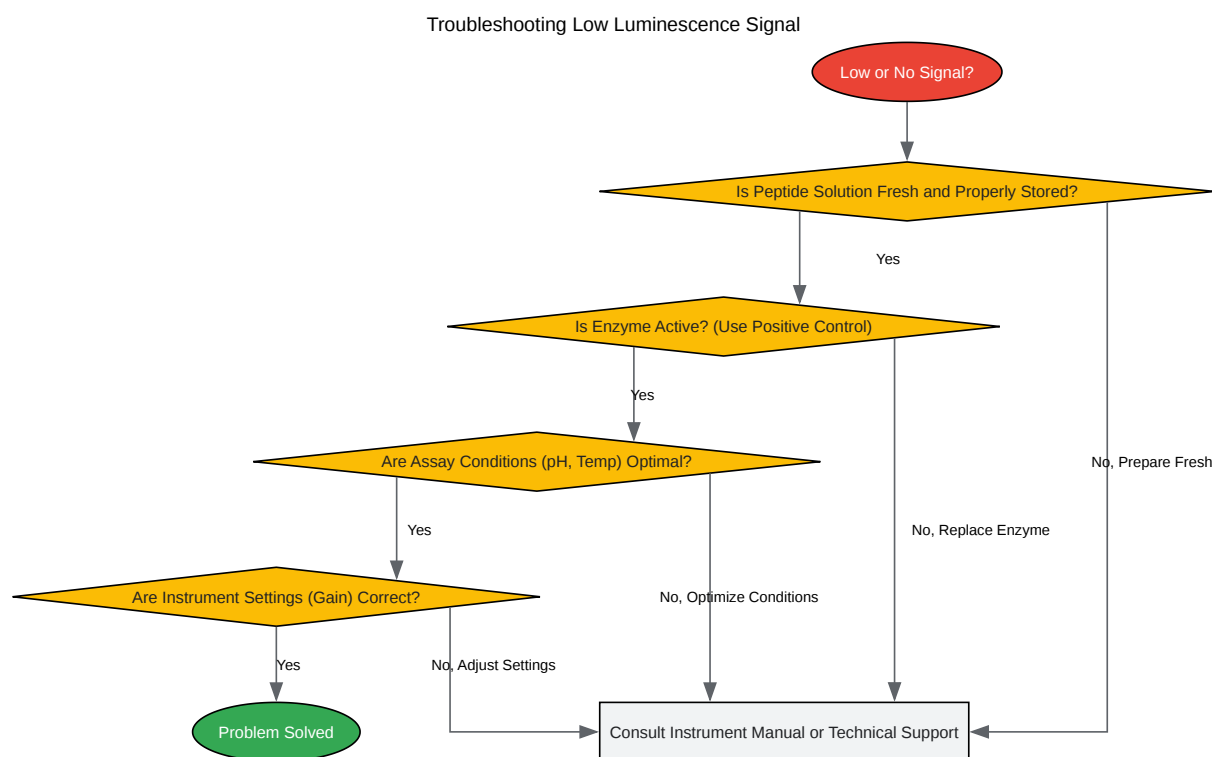 Troubleshooting Low Luminescence Signal
Low or No Signal?
Is Peptide Solution Fresh and Properly Stored?
Yes
Is Enzyme Active? (Use Positive Control)
Yes
Are Assay Conditions (pH, Temp) Optimal?
No, Prepare Fresh
Yes
No, Replace Enzyme
Are Instrument Settings (Gain) Correct?
No, Optimize Conditions
Yes
No, Adjust Settings
Problem Solved
Consult Instrument Manual or Technical Support